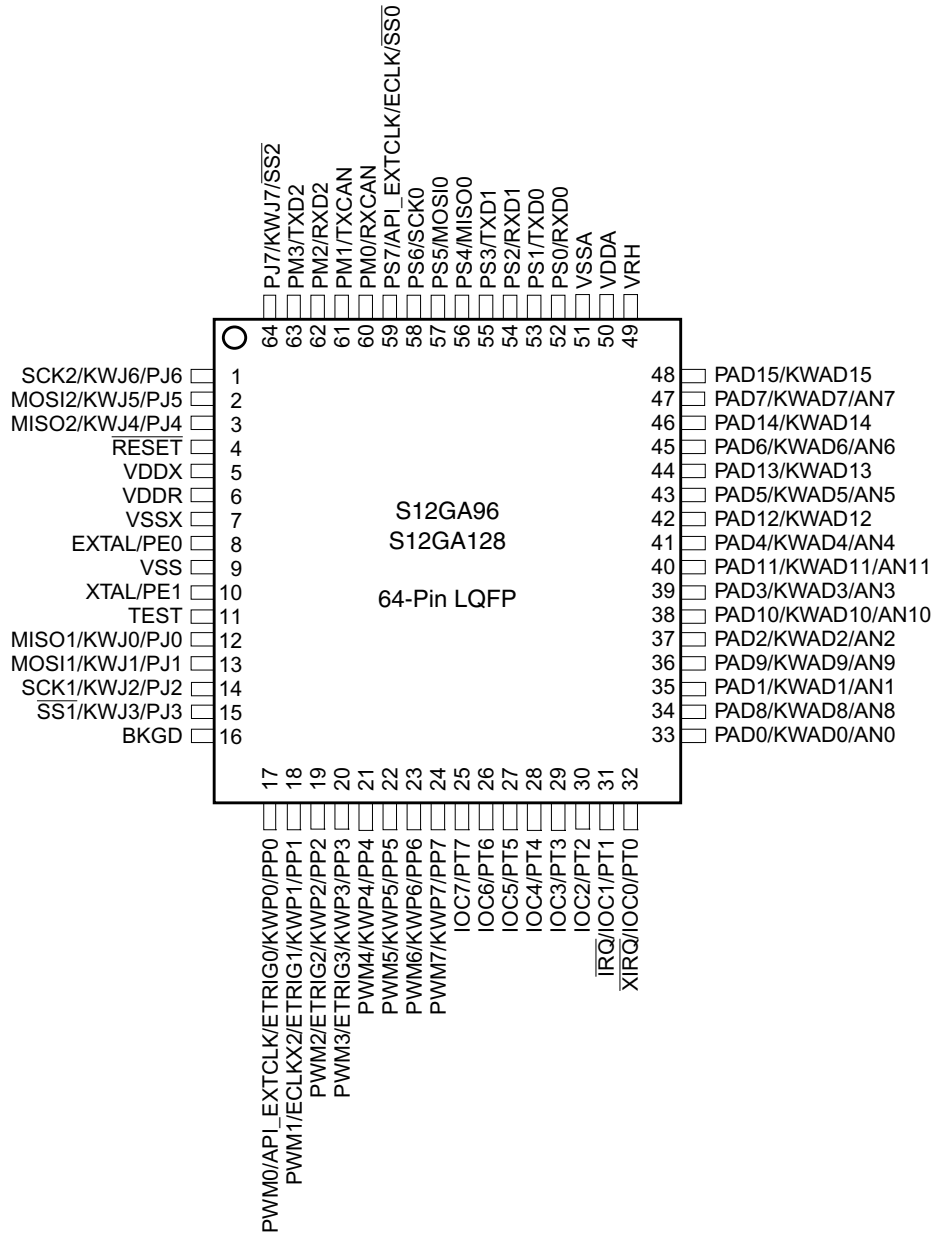 PJ7/KWJ7/SS2
PM3/TXD2
PM2/RXD2
PM1/TXCAN
PM0/RXCAN
PS7/API_EXTCLK/ECLK/SS0
PS6/SCK0
PS5/MOSI0
PS4/MISO0
PS3/TXD1
PS2/RXD1
PS1/TXD0
PS0/RXD0
VSSA
VDDA
VRH
64
63
62
61
60
59
58
57
56
55
54
53
52
51
50
49
SCK2/KWJ6/PJ6 1
MOSI2/KWJ5/PJ5 2
MISO2/KWJ4/PJ4 3
RESET 4
VDDX 5
VDDR 6
VSSX 7
EXTAL/PE0 8
VSS 9
XTAL/PE1 10
TEST 11
MISO1/KWJ0/PJ0 12
MOSI1/KWJ1/PJ1 13
SCK1/KWJ2/PJ2 14
SS1/KWJ3/PJ3 15
BKGD 16
S12GA96
S12GA128
64-Pin LQFP
48 PAD15/KWAD15
47 PAD7/KWAD7/AN7
46 PAD14/KWAD14
45 PAD6/KWAD6/AN6
44 PAD13/KWAD13
43 PAD5/KWAD5/AN5
42 PAD12/KWAD12
41 PAD4/KWAD4/AN4
40 PAD11/KWAD11/AN11
39 PAD3/KWAD3/AN3
38 PAD10/KWAD10/AN10
37 PAD2/KWAD2/AN2
36 PAD9/KWAD9/AN9
35 PAD1/KWAD1/AN1
34 PAD8/KWAD8/AN8
33 PAD0/KWAD0/AN0
17
18
19
20
21
22
23
24
25
26
27
28
29
30
31
32
PWM0/API_EXTCLK/ETRIG0/KWP0/PP0
PWM1/ECLKX2/ETRIG1/KWP1/PP1
PWM2/ETRIG2/KWP2/PP2
PWM3/ETRIG3/KWP3/PP3
PWM4/KWP4/PP4
PWM5/KWP5/PP5
PWM6/KWP6/PP6
PWM7/KWP7/PP7
IOC7/PT7
IOC6/PT6
IOC5/PT5
IOC4/PT4
IOC3/PT3
IOC2/PT2
IRQ/IOC1/PT1
XIRQ/IOC0/PT0